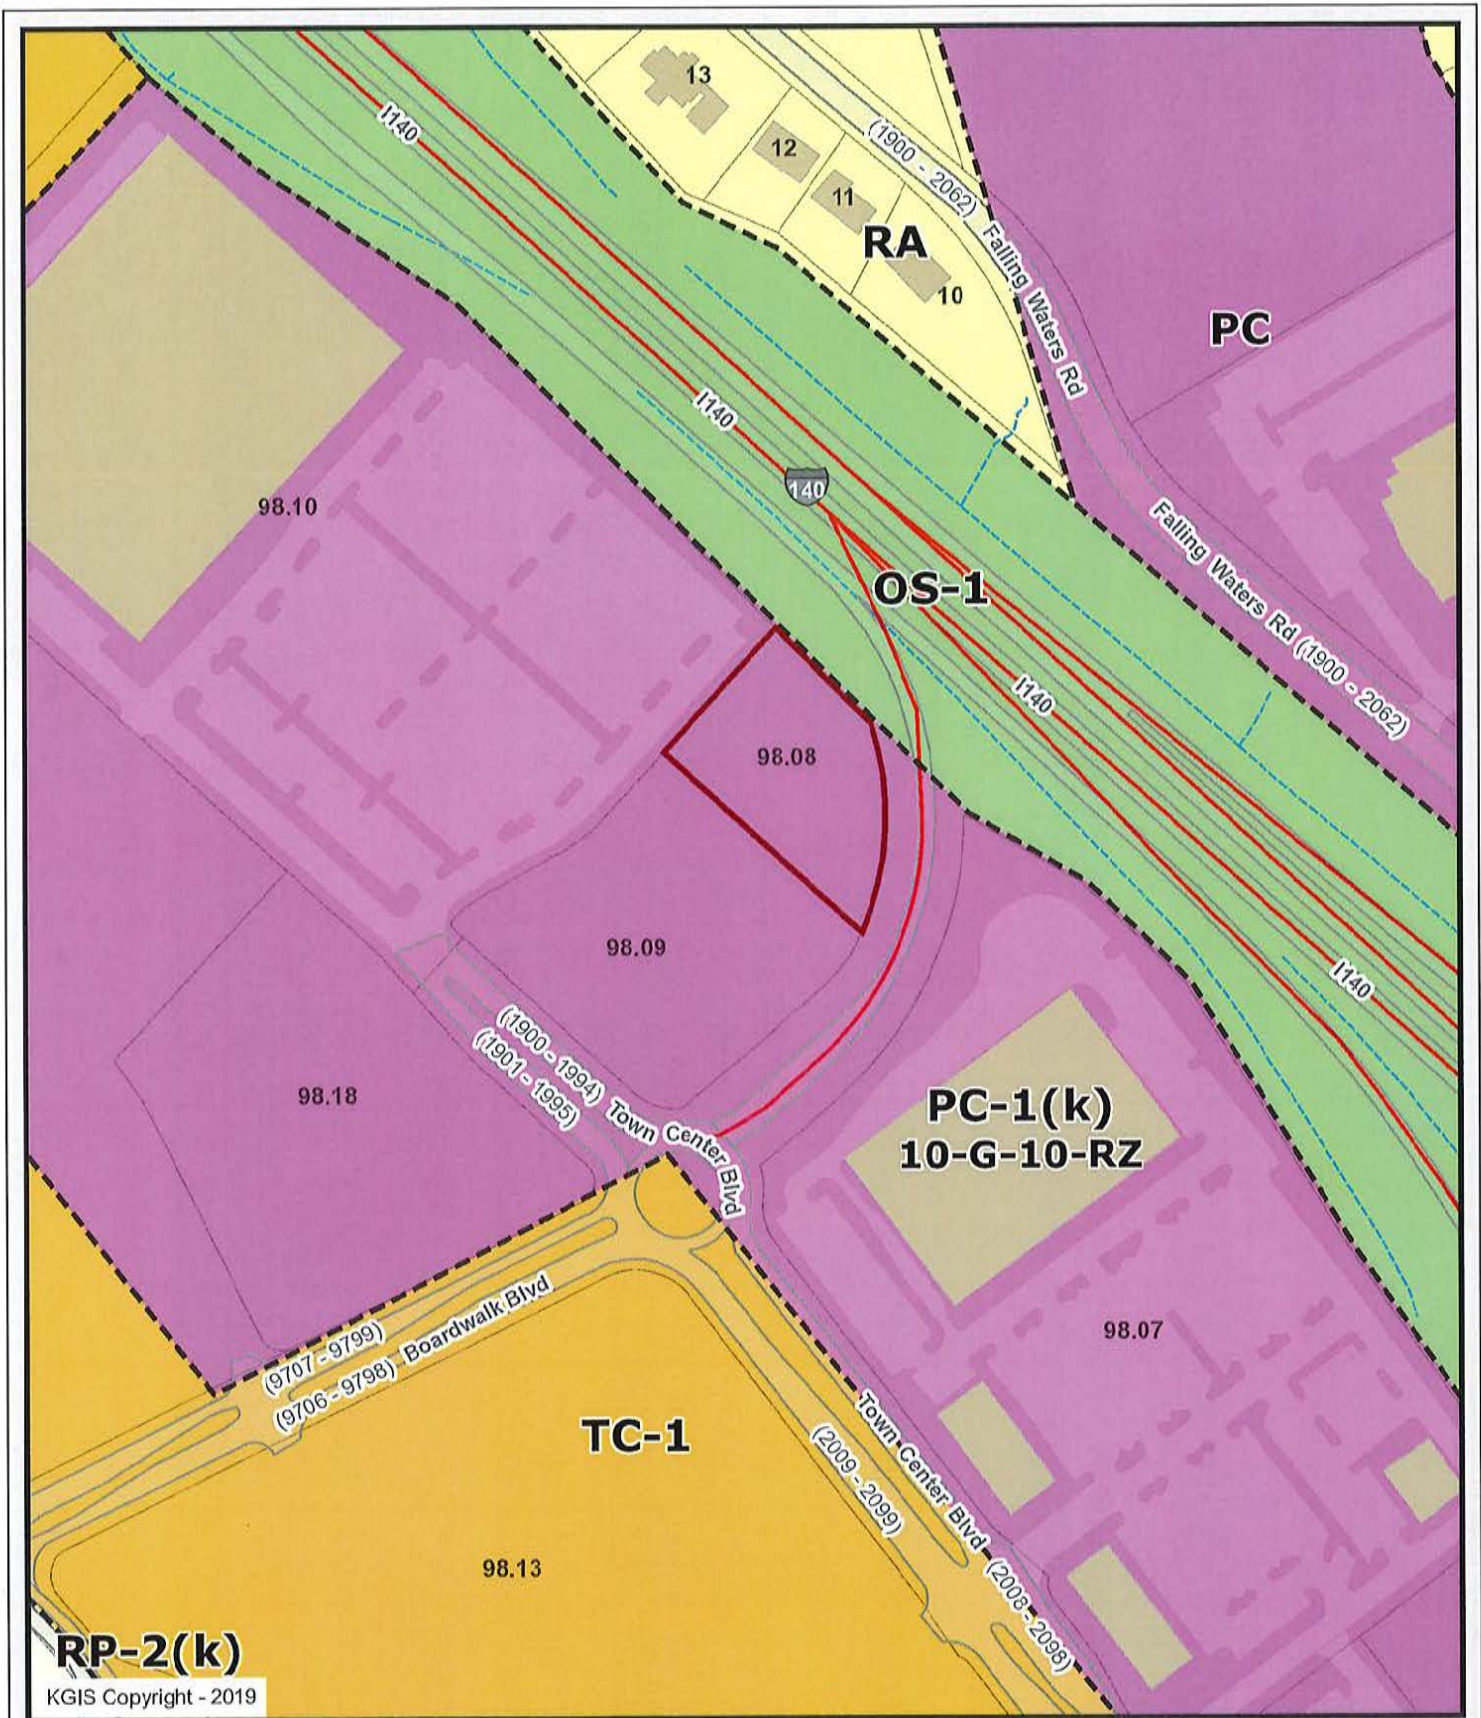 13
I140
12
(1900 - 2062) Falling Waters Rd
11
RA
10
PC
I140
140
98.10
Falling Waters Rd (1900 - 2062)
OS-1
I140
98.08
98.09
I140
(1900 - 1994) Town Center Blvd
(1901 - 1995)
98.18
PC-1(k)
10-G-10-RZ
98.07
(9707 - 9799)
(9706 - 9798) Boardwalk Blvd
TC-1
Town Center Blvd (2008 - 2098)
(2009 - 2099)
98.13
RP-2(k)
KGIS Copyright - 2019